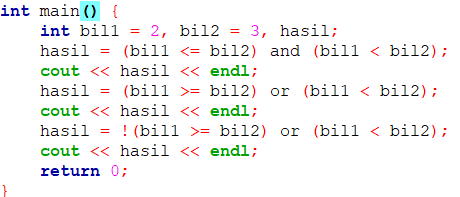 int main() {
    int bil1 = 2, bil2 = 3, hasil;
    hasil = (bil1 <= bil2) and (bil1 < bil2);
    cout << hasil << endl;
    hasil = (bil1 >= bil2) or (bil1 < bil2);
    cout << hasil << endl;
    hasil = !(bil1 >= bil2) or (bil1 < bil2);
    cout << hasil << endl;
    return 0;
}